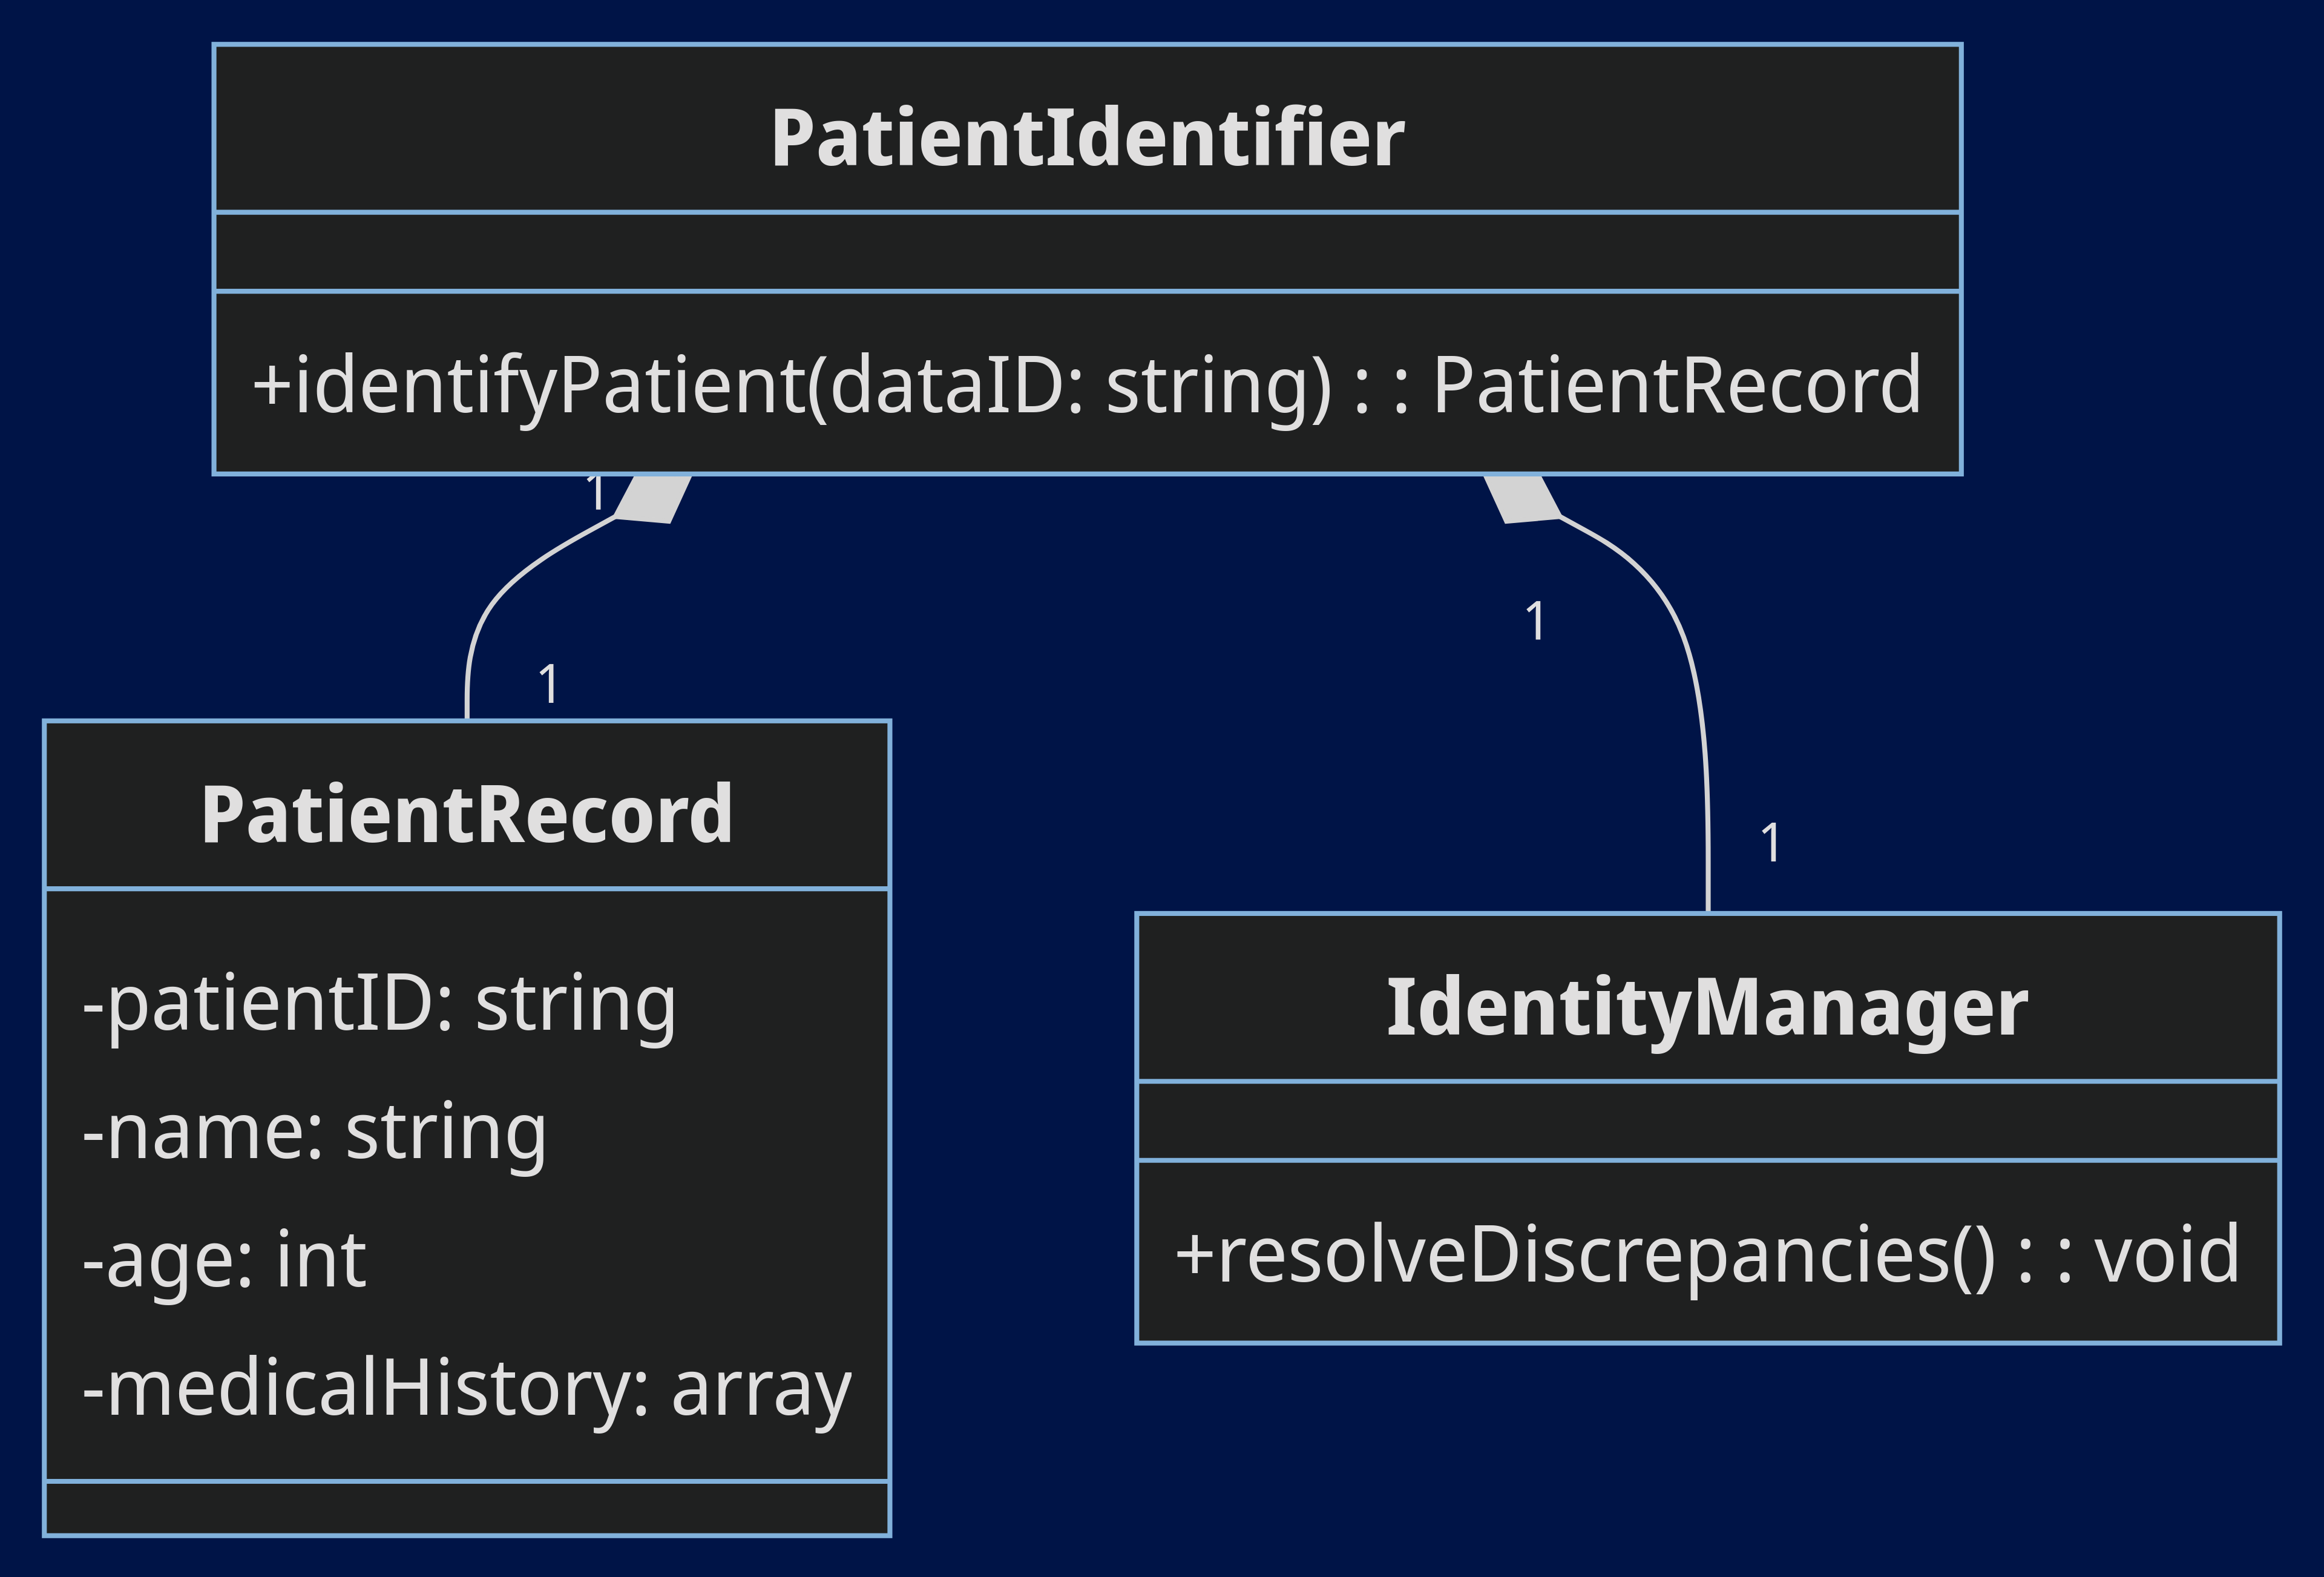 PatientIdentifier
+identifyPatient(dataID: string) : : PatientRecord
1
1
1
1
PatientRecord
-patientID: string
-name: string
-age: int
-medicalHistory: array
IdentityManager
+resolveDiscrepancies() : : void